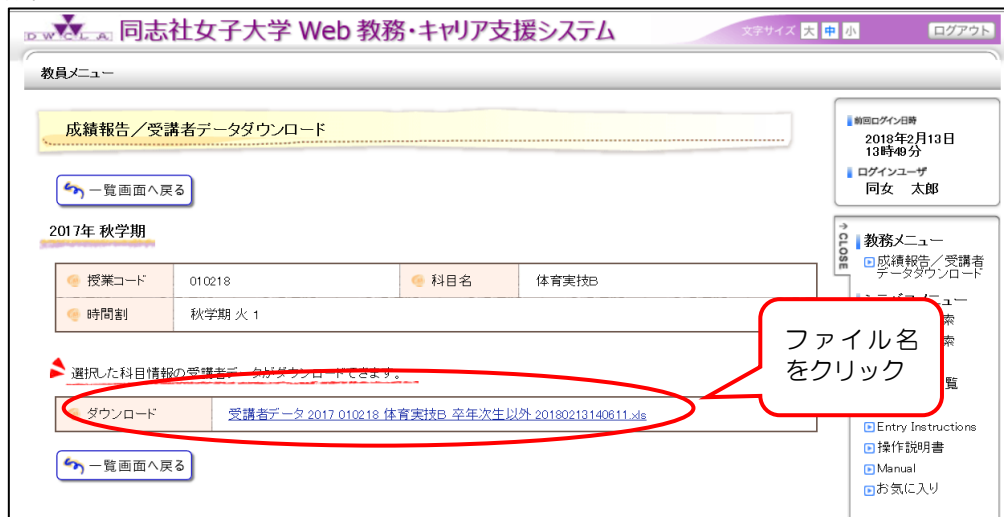 DWCLA 同志社女子大学 Web 教務・キャリア支援システム
文字サイズ 大 中 小
ログアウト
教員メニュー
成績報告／受講者データダウンロード
一覧画面へ戻る
2017年 秋学期
授業コード 010218 科目名 体育実技B
時間割 秋学期 火 1
選択した科目情報の受講者データがダウンロードできます。
ダウンロード 受講者データ 2017 010218 体育実技B 卒年次生以外 20180213140611.xls
一覧画面へ戻る
ファイル名
をクリック
前回ログイン日時
2018年2月13日
13時49分
ログインユーザ
同女 太郎
CLOSE
教務メニュー
成績報告／受講者
データダウンロード
索
索
覧
Entry Instructions
操作説明書
Manual
お気に入り